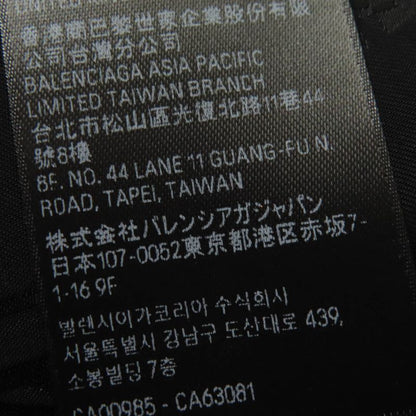 香港商巴黎世家企業股份有限
公司台灣分公司
BALENCIAGA ASIA PACIFIC
LIMITED TAIWAN BRANCH
台北市松山區光復北路11巷44
號8樓
8F. NO. 44 LANE 11 GUANG-FU N.
ROAD, TAPEI, TAIWAN
株式会社バレンシアガジャパン
日本107-0052東京都港区赤坂7-
1-16 9F
발렌시아가코리아 수식회사
서울특별시 강남구 도산대로 439,
소봉빌딩 7층
CA00985 - CA63081